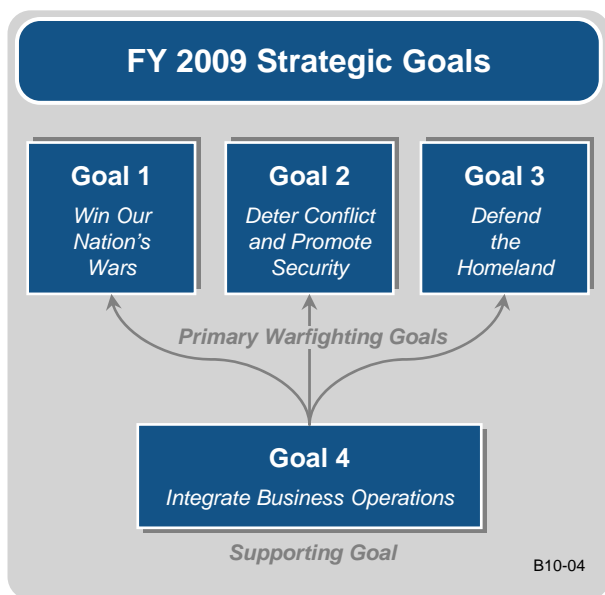 FY 2009 Strategic Goals
Goal 1
Win Our
Nation's
Wars
Goal 2
Deter Conflict
and Promote
Security
Goal 3
Defend
the
Homeland
Primary Warfighting Goals
Goal 4
Integrate Business Operations
Supporting Goal
B10-04